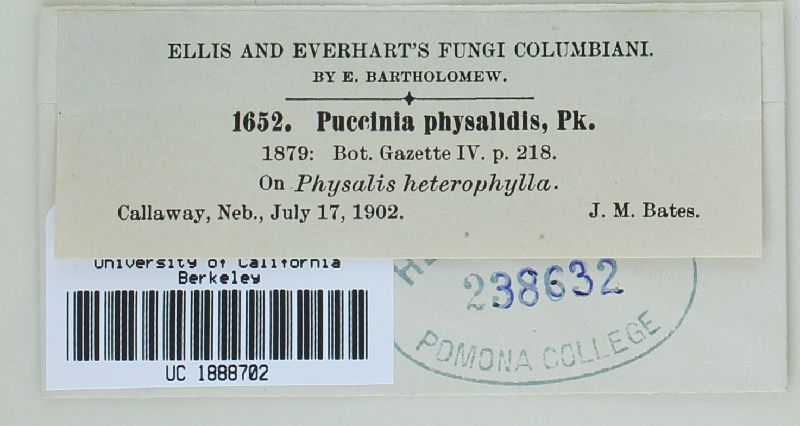 ELLIS AND EVERHART'S FUNGI COLUMBIANI.
BY E. BARTHOLOMEW.
1652. Puccinia physalidis, Pk.
1879: Bot. Gazette IV. p. 218.
On Physalis heterophylla.
Callaway, Neb., July 17, 1902. J. M. Bates.
University of California
Berkeley
UC 1888702
238632
POMONA COLLEGE